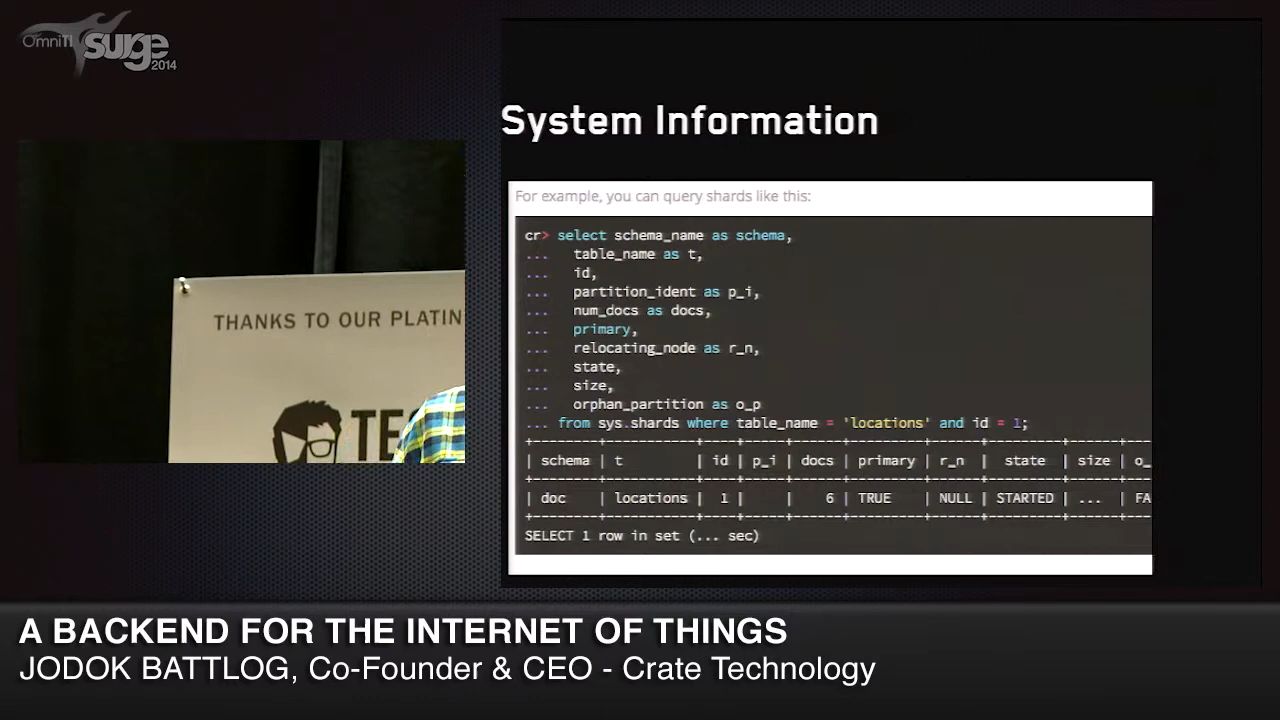 OmniTI surge 2014
System Information
For example, you can query shards like this:
cr> select schema_name as schema,
... table_name as t,
... id,
... partition_ident as p_i,
... num_docs as docs,
... primary,
... relocating_node as r_n,
... state,
... size,
... orphan_partition as o_p
... from sys.shards where table_name = 'locations' and id = 1;
+--------+-----------+----+-----+------+---------+------+---------+------+---
| schema | t | id | p_i | docs | primary | r_n | state | size | o_
+--------+-----------+----+-----+------+---------+------+---------+------+---
| doc | locations | 1 | | 6 | TRUE | NULL | STARTED | ... | FA
+--------+-----------+----+-----+------+---------+------+---------+------+---
SELECT 1 row in set (... sec)
THANKS TO OUR PLATIN
TE
A BACKEND FOR THE INTERNET OF THINGS
JODOK BATTLOG, Co-Founder & CEO - Crate Technology